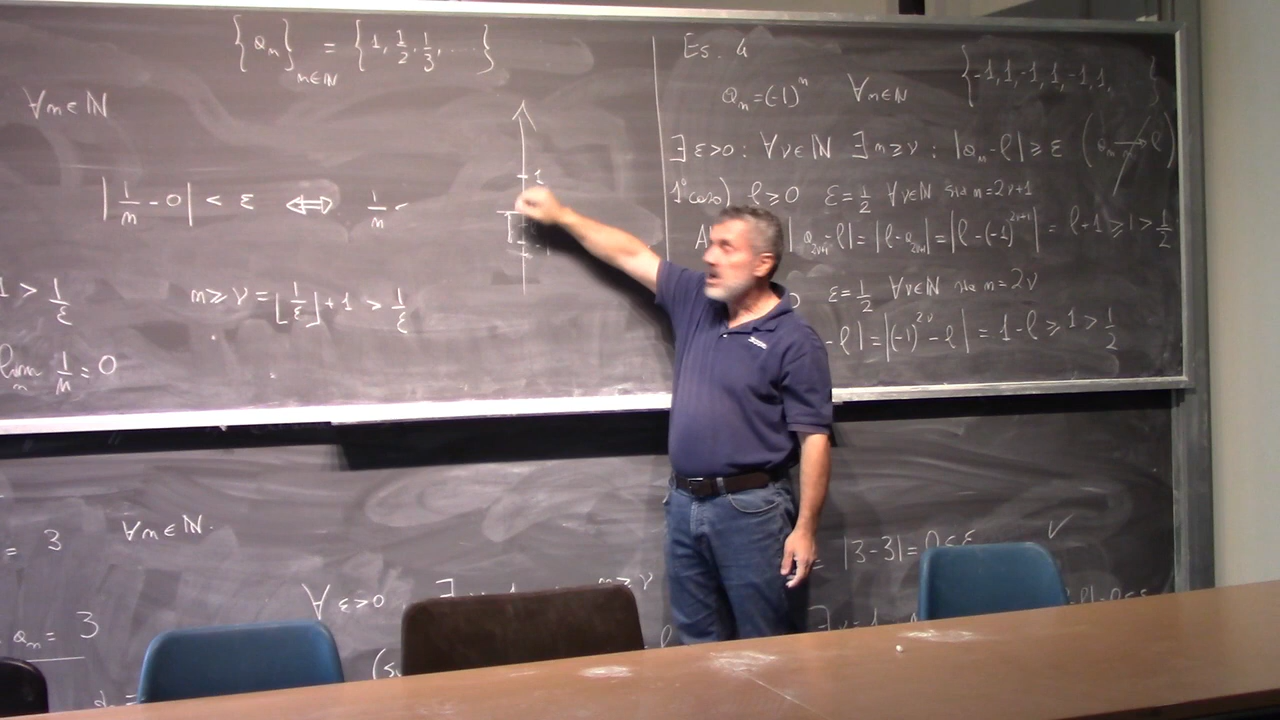 {a_n}_{n∈ℕ} = {1, 1/2, 1/3, ....}
∀n∈ℕ
|1/n - 0| < ε ⟺ 1/n <
1 > 1/ε
n ≥ ν = ⌊1/ε⌋ + 1 > 1/ε
lim_n 1/n = 0
1
-1
Es. 4
a_n = (-1)^n ∀n∈ℕ {-1, 1, -1, 1, -1, 1, }
∃ ε>0 : ∀ν∈ℕ ∃ n≥ν : |a_n - ℓ| ≥ ε (a_n ↛ ℓ)
1° caso) ℓ ≥ 0 ε = 1/2 ∀ν∈ℕ sia n = 2ν+1
|a_{2ν+1} - ℓ| = |ℓ - a_{2ν+1}| = |ℓ - (-1)^{2ν+1}| = ℓ + 1 ≥ 1 > 1/2
ε = 1/2 ∀ν∈ℕ sia n = 2ν
- ℓ| = |(-1)^{2ν} - ℓ| = 1 - ℓ ≥ 1 > 1/2
= 3 ∀n∈ℕ.
∀ ε>0 ∃ n ≥ ν = |3-3| = 0 < ε ✓
a_n = 3